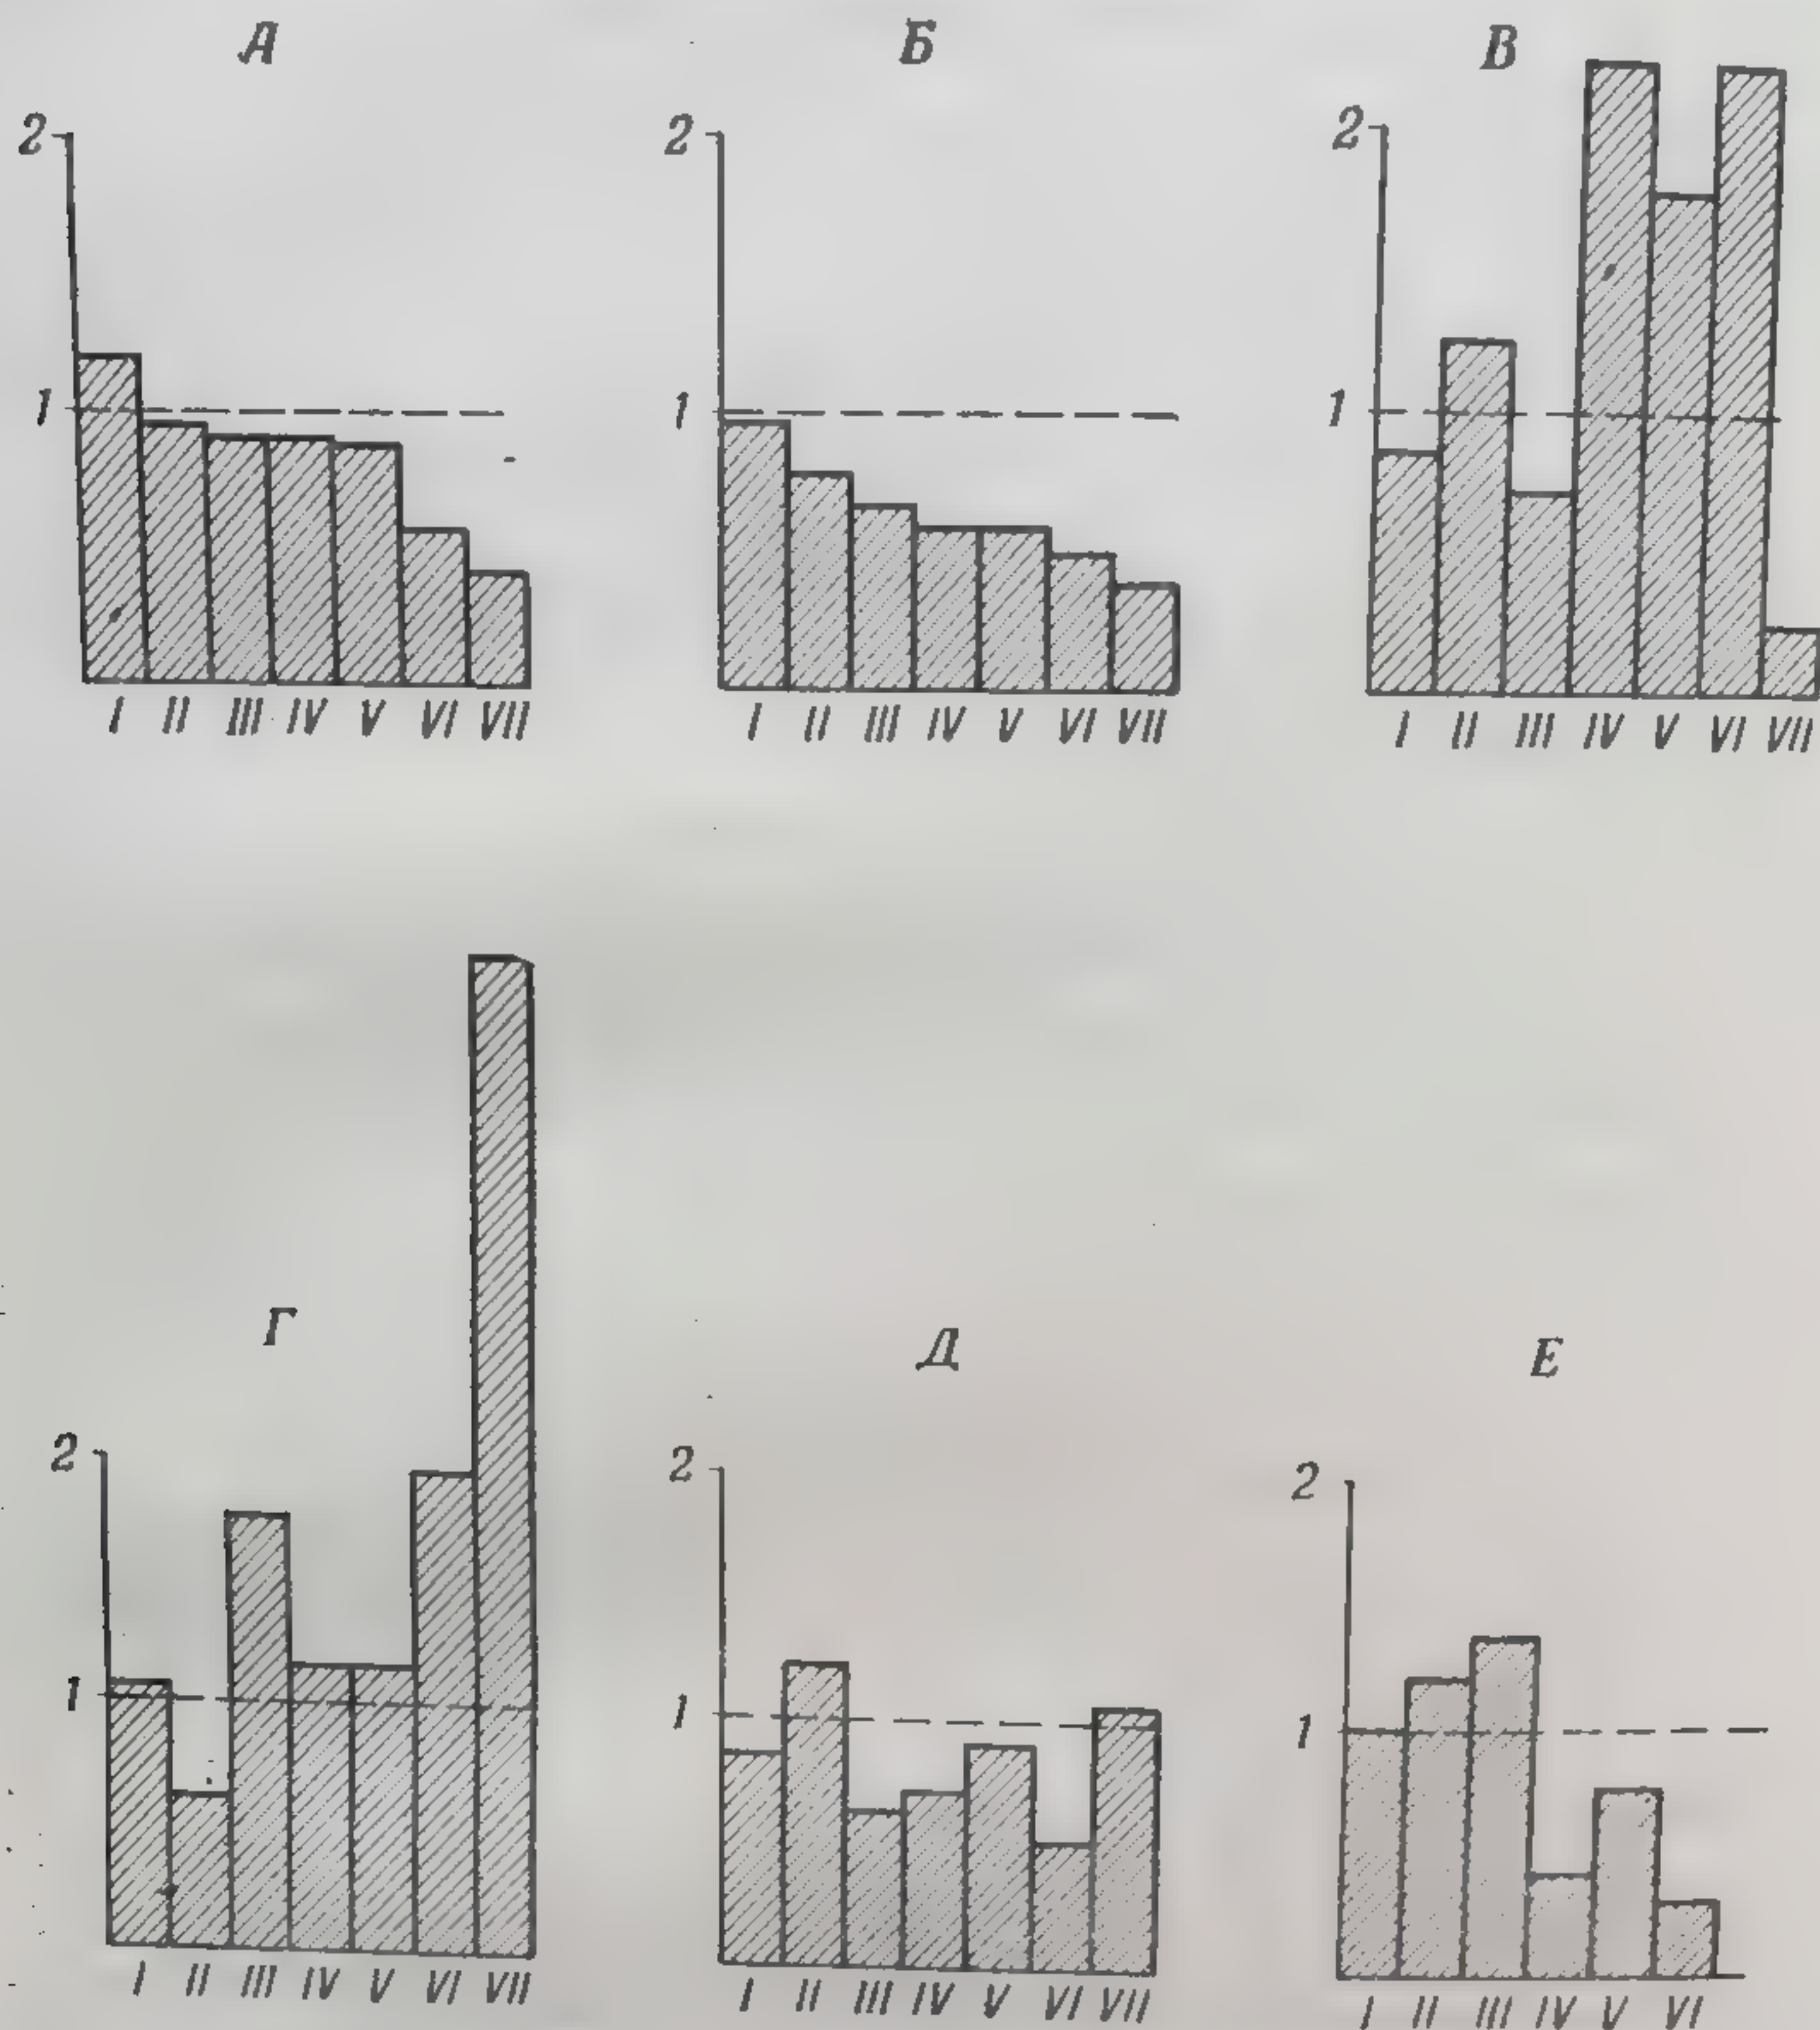 А Б В
2 2 2
1 1 1
I II III IV V VI VII I II III IV V VI VII I II III IV V VI VII
Г Д Е
2 2 2
1 1 1
I II III IV V VI VII I II III IV V VI VII I II III IV V VI